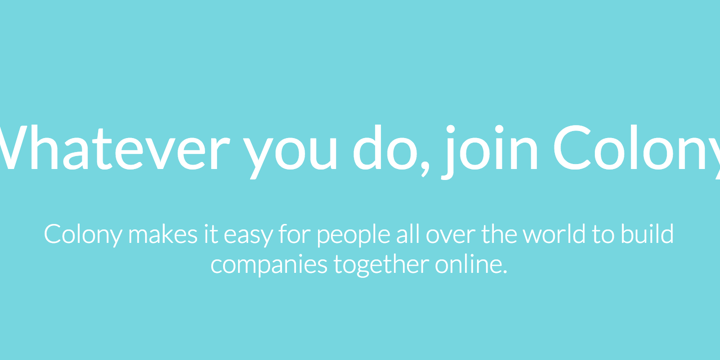 Whatever you do, join Colony
Colony makes it easy for people all over the world to build
companies together online.